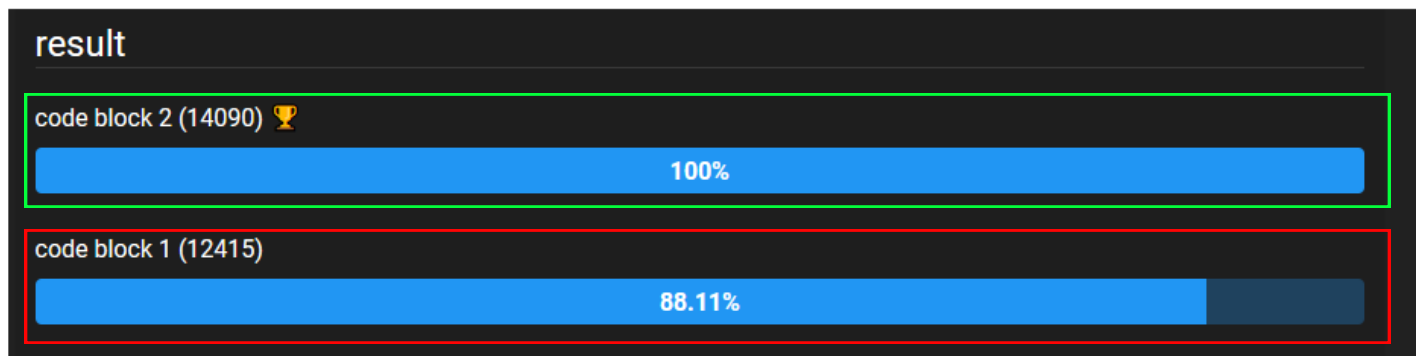 result
code block 2 (14090) 🏆
100%
code block 1 (12415)
88.11%